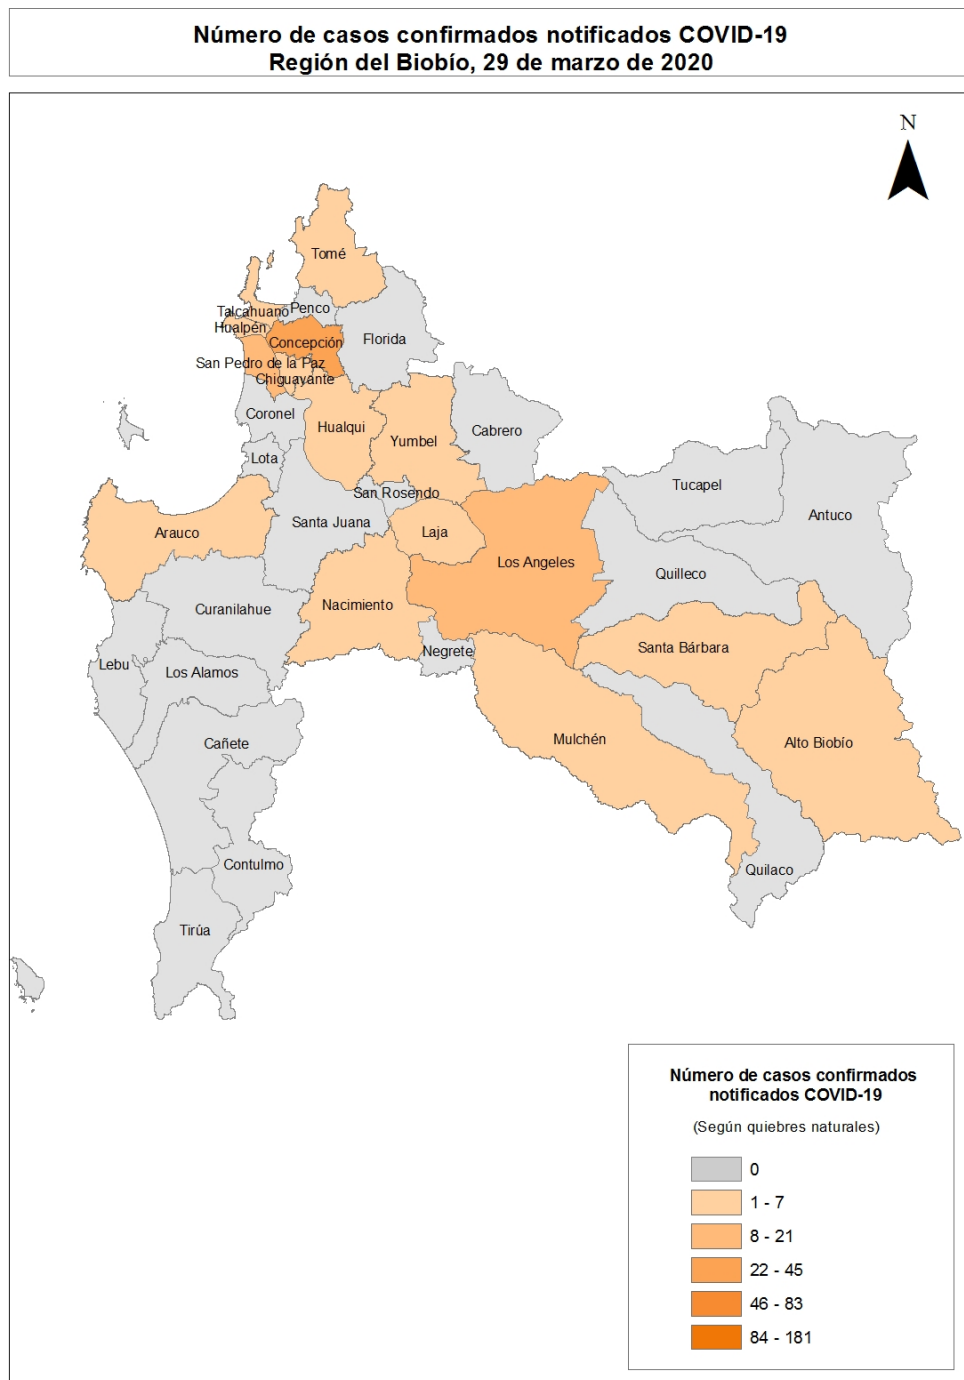 Número de casos confirmados notificados COVID-19
Región del Biobío, 29 de marzo de 2020
N
Tomé
Talcahuano
Penco
Hualpén
Concepción
Florida
San Pedro de la Paz
Chiguayante
Coronel
Hualqui
Yumbel
Cabrero
Lota
Tucapel
San Rosendo
Antuco
Santa Juana
Arauco
Laja
Los Angeles
Quilleco
Nacimiento
Curanilahue
Santa Bárbara
Negrete
Lebu
Los Alamos
Mulchén
Alto Biobío
Cañete
Contulmo
Quilaco
Tirúa
Número de casos confirmados
notificados COVID-19
(Según quiebres naturales)
0
1 - 7
8 - 21
22 - 45
46 - 83
84 - 181